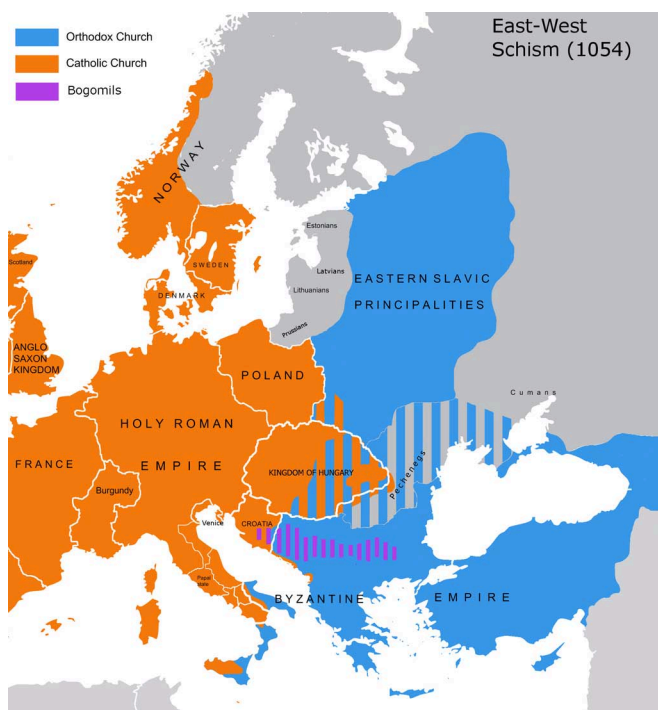 East-West
Schism (1054)
Orthodox Church
Catholic Church
Bogomils
NORWAY
Estonians
Scotland
SWEDEN
Latvians
EASTERN SLAVIC
Lithuanians
DENMARK
PRINCIPALITIES
Prussians
ANGLO
SAXON
KINGDOM
POLAND
Cumans
HOLY ROMAN
FRANCE
EMPIRE
KINGDOM OF HUNGARY
Pechenegs
Burgundy
Venice
CROATIA
Papal
state
BYZANTINE
EMPIRE